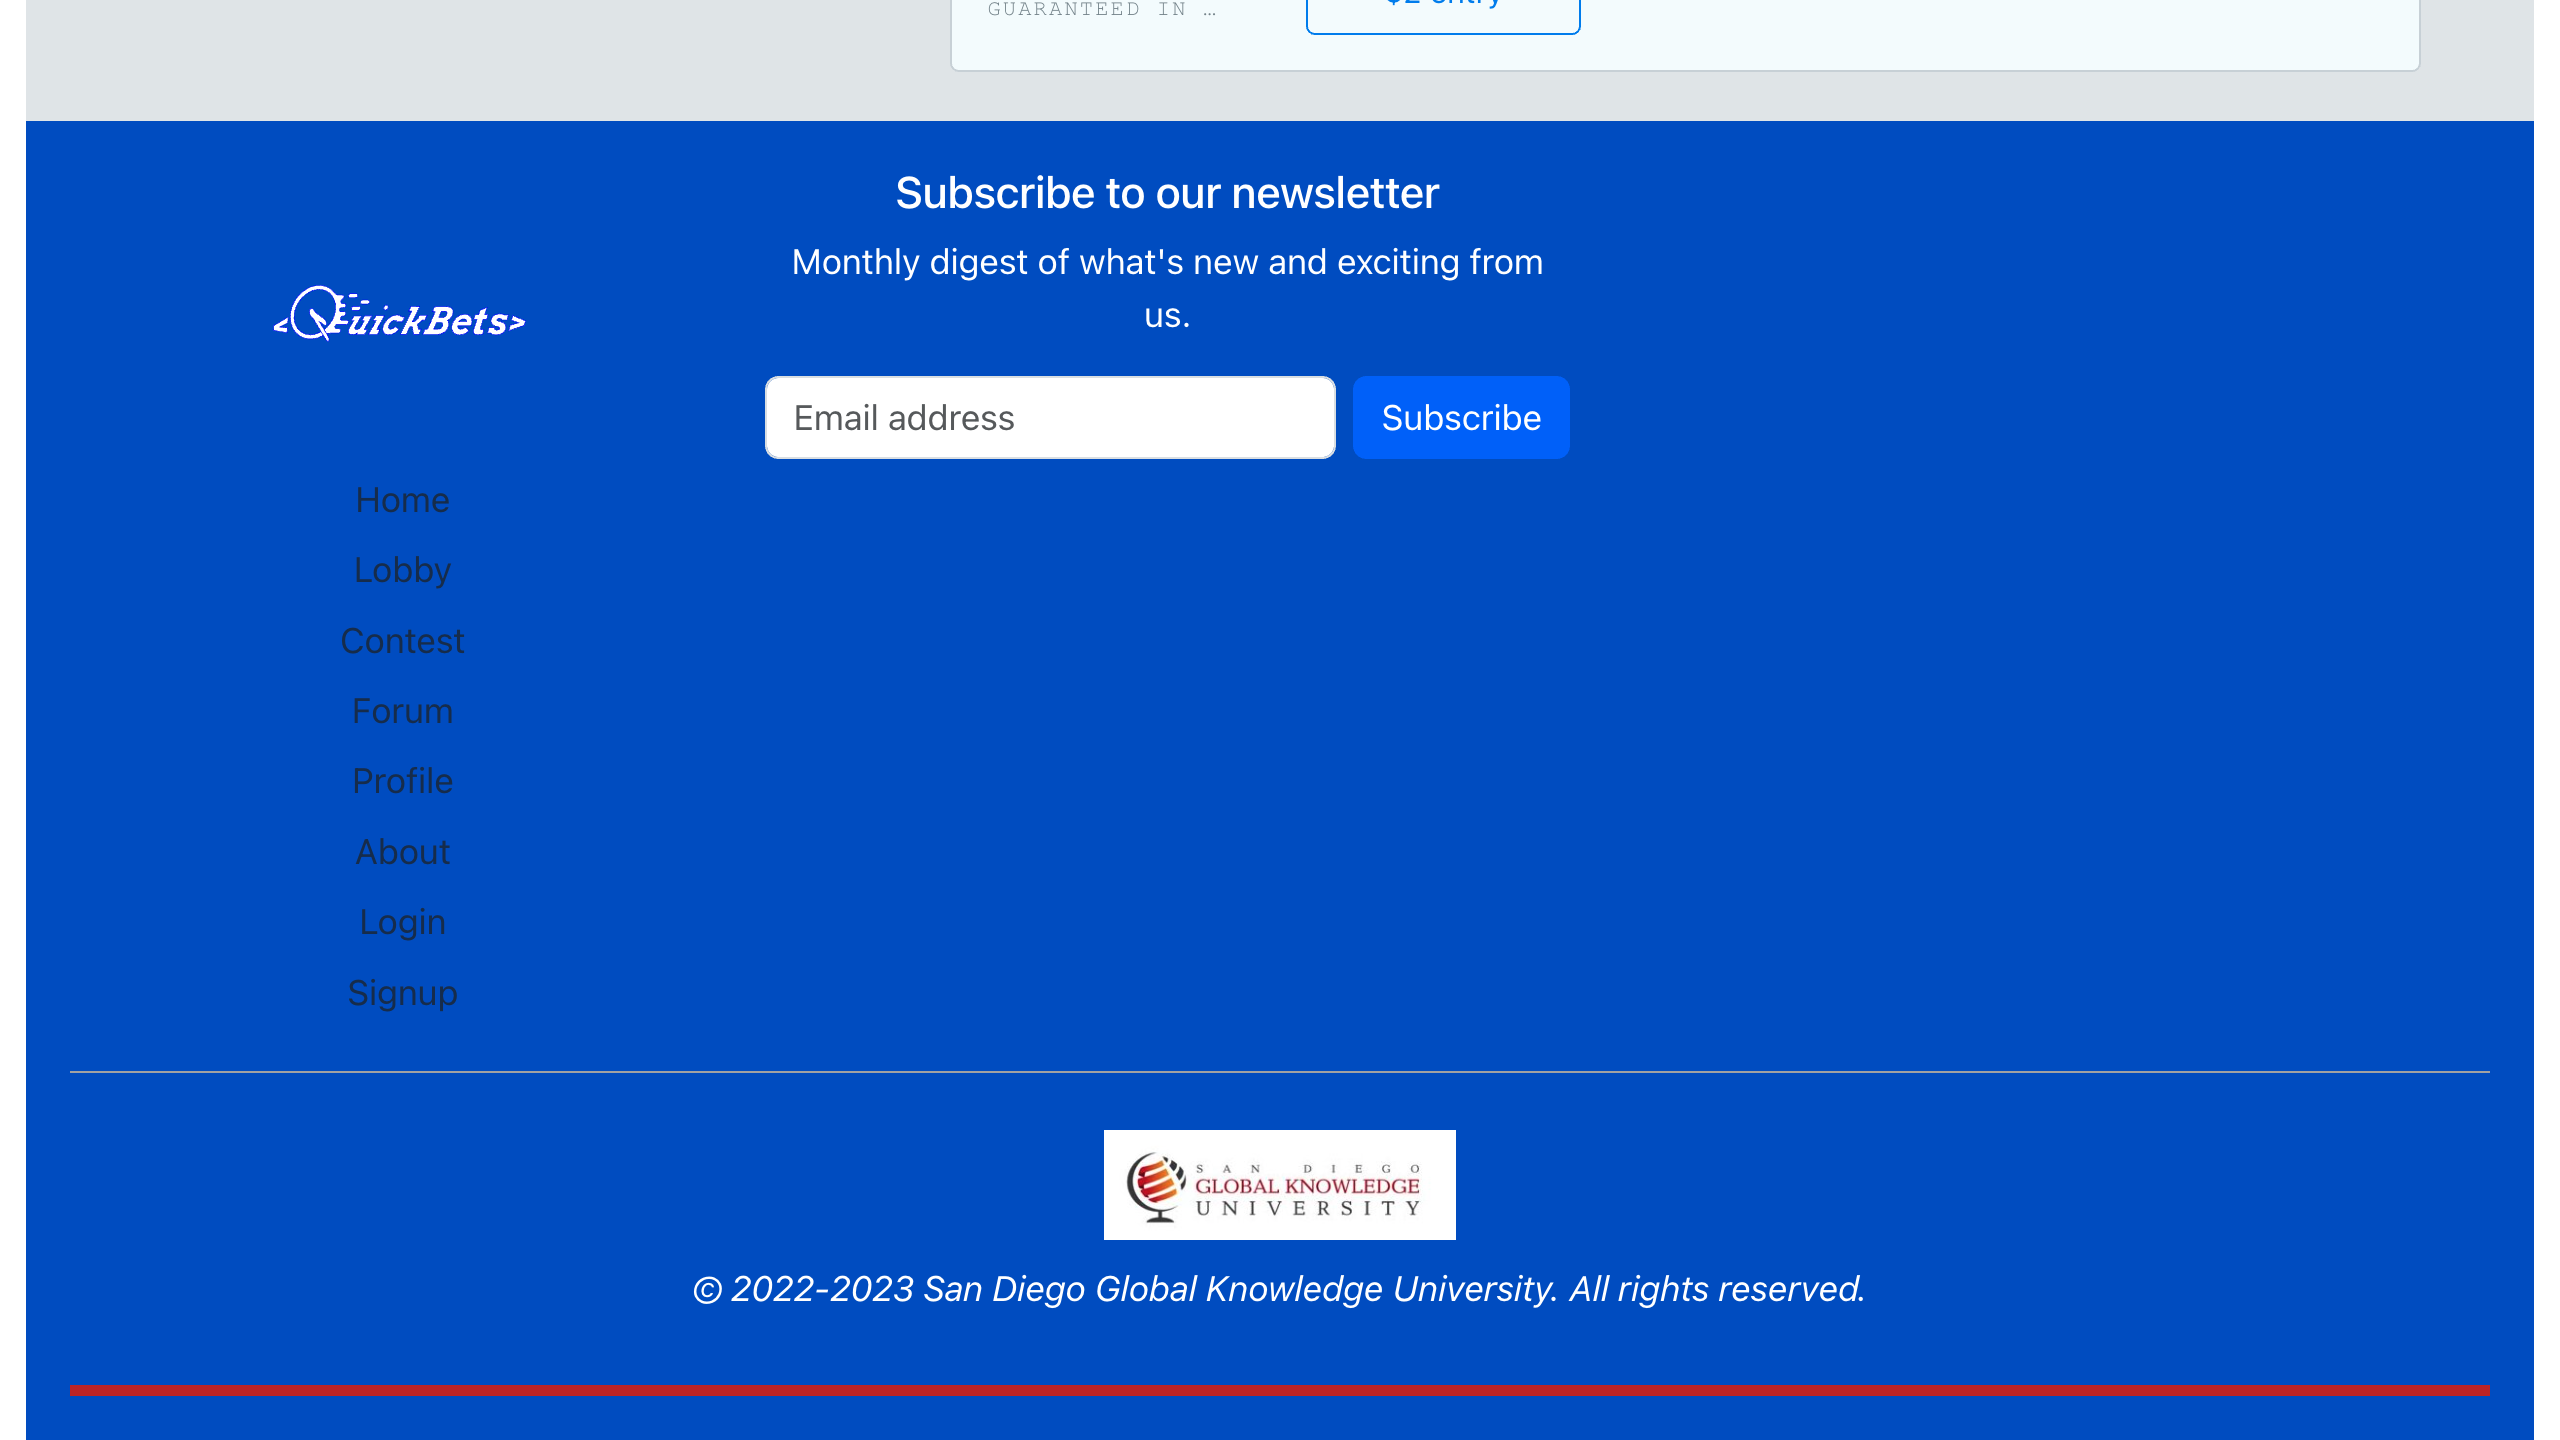 GUARANTEED IN …
$2 entry
Subscribe to our newsletter
Monthly digest of what's new and exciting from
us.
<QuickBets>
Email address
Subscribe
Home
Lobby
Contest
Forum
Profile
About
Login
Signup
SAN DIEGO
GLOBAL KNOWLEDGE
UNIVERSITY
© 2022-2023 San Diego Global Knowledge University. All rights reserved.